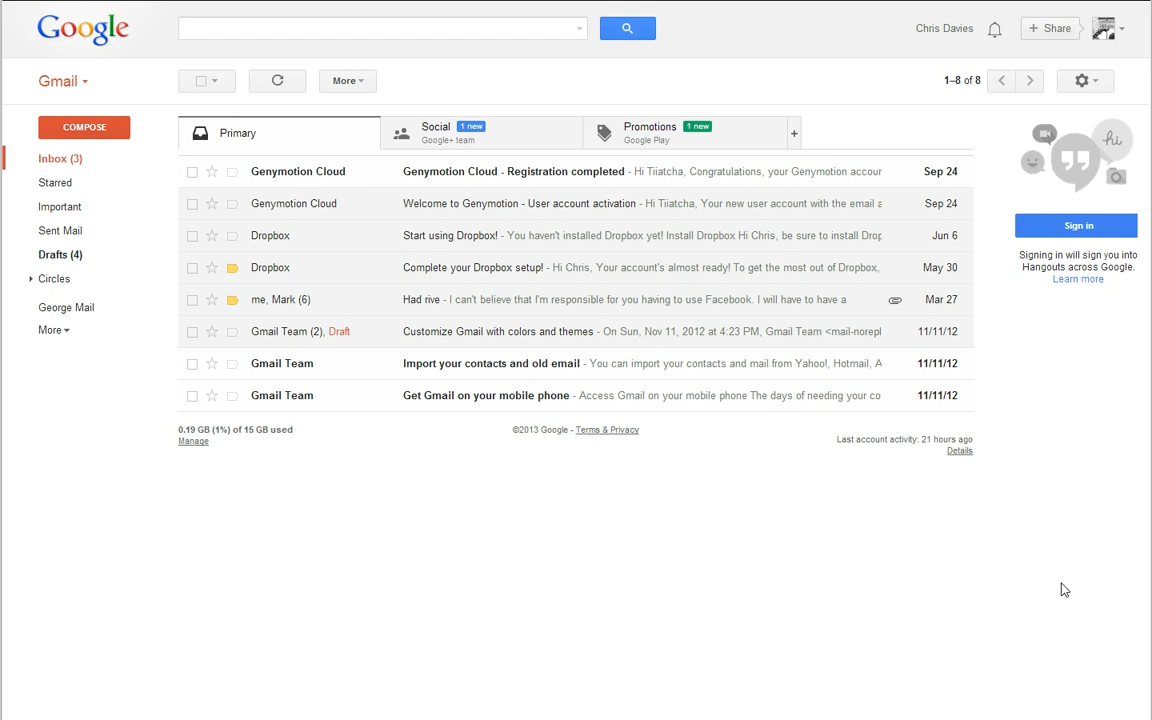 Google
Chris Davies
+ Share
Gmail
More
1–8 of 8
COMPOSE
Primary
Social 1 new
Google+ team
Promotions 1 new
Google Play
+
hi
Inbox (3)
Starred
Important
Sent Mail
Drafts (4)
Circles
George Mail
More
Genymotion Cloud Genymotion Cloud - Registration completed - Hi Tiiatcha, Congratulations, your Genymotion accour Sep 24
Genymotion Cloud Welcome to Genymotion - User account activation - Hi Tiiatcha, Your new user account with the email a Sep 24
Dropbox Start using Dropbox! - You haven't installed Dropbox yet! Install Dropbox Hi Chris, be sure to install Drop Jun 6
Dropbox Complete your Dropbox setup! - Hi Chris, Your account's almost ready! To get the most out of Dropbox, May 30
me, Mark (6) Had rive - I can't believe that I'm responsible for you having to use Facebook. I will have to have a Mar 27
Gmail Team (2), Draft Customize Gmail with colors and themes - On Sun, Nov 11, 2012 at 4:23 PM, Gmail Team <mail-norepl 11/11/12
Gmail Team Import your contacts and old email - You can import your contacts and mail from Yahoo!, Hotmail, A 11/11/12
Gmail Team Get Gmail on your mobile phone - Access Gmail on your mobile phone The days of needing your co 11/11/12
Sign in
Signing in will sign you into
Hangouts across Google.
Learn more
0.19 GB (1%) of 15 GB used
Manage
©2013 Google - Terms & Privacy
Last account activity: 21 hours ago
Details